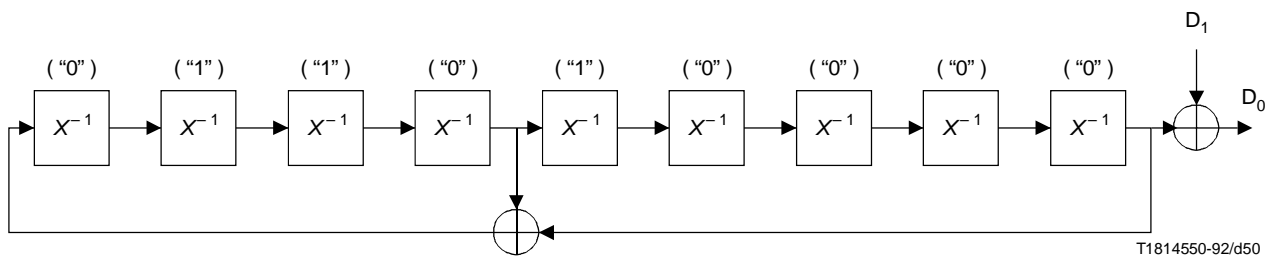 D₁
( “0” ) ( “1” ) ( “1” ) ( “0” ) ( “1” ) ( “0” ) ( “0” ) ( “0” ) ( “0” )
D₀
X⁻¹ X⁻¹ X⁻¹ X⁻¹ X⁻¹ X⁻¹ X⁻¹ X⁻¹ X⁻¹
T1814550-92/d50